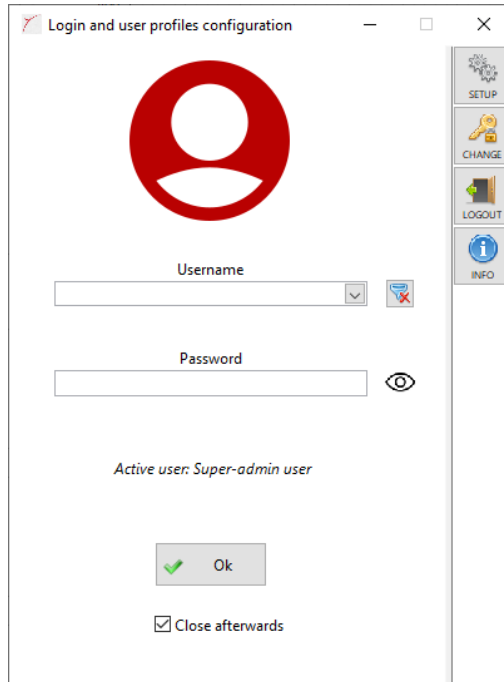 Login and user profiles configuration
SETUP
CHANGE
LOGOUT
INFO
Username
Password
Active user: Super-admin user
Ok
Close afterwards